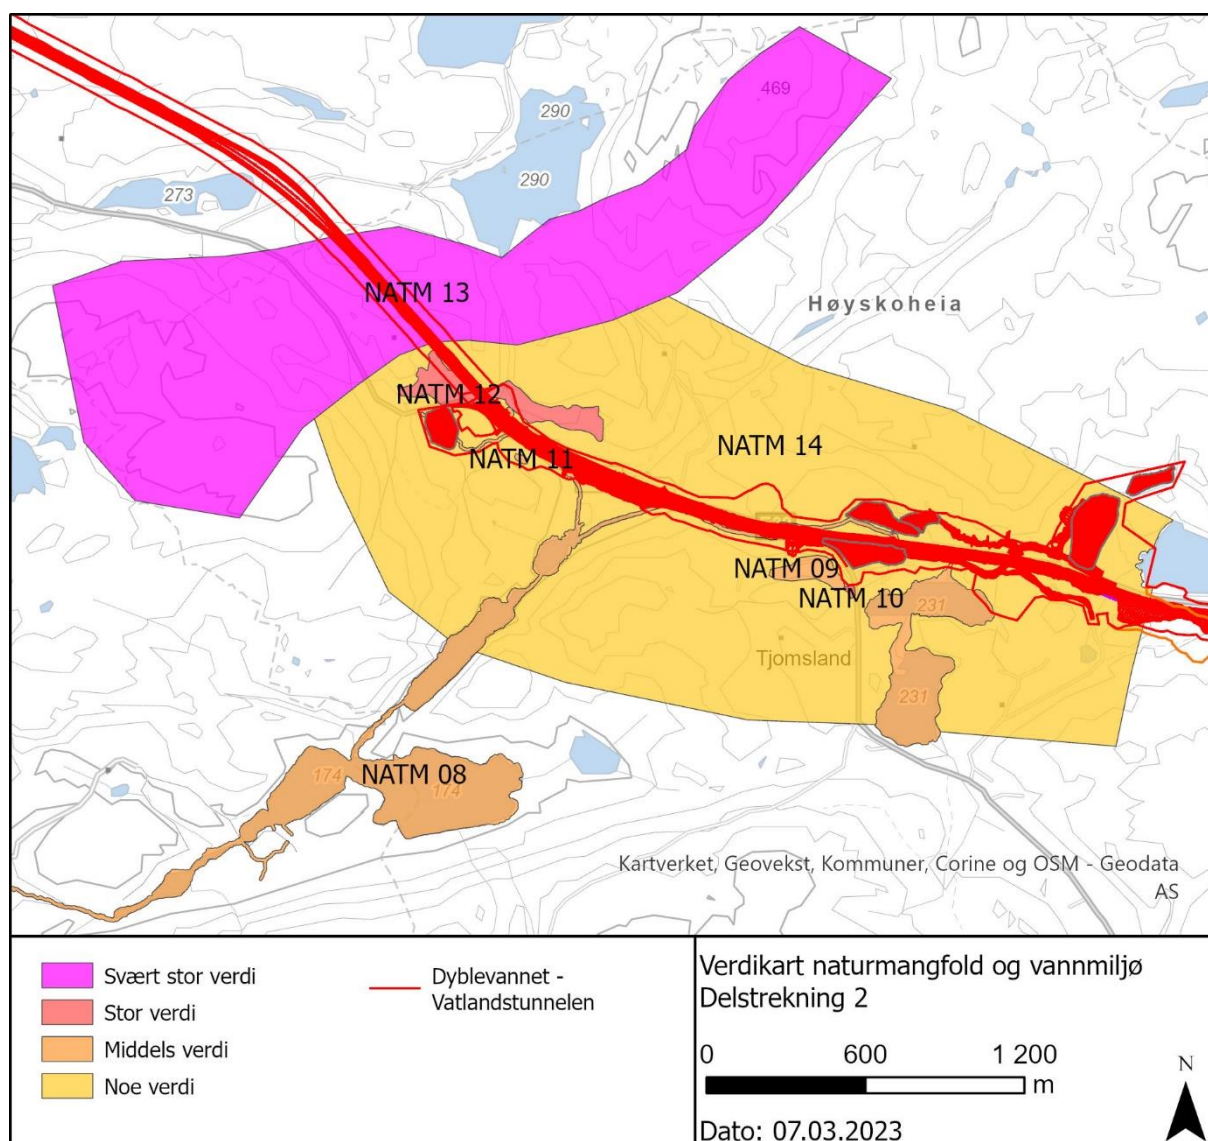 469
290
290
273
NATM 13
Høyskoheia
NATM 12
NATM 14
NATM 11
NATM 09
NATM 10
231
Tjomsland
231
NATM 08
174
174
Kartverket, Geovekst, Kommuner, Corine og OSM - Geodata
AS
Svært stor verdi
Stor verdi
Middels verdi
Noe verdi
Dyblevannet -
Vatlandstunnelen
Verdikart naturmangfold og vannmiljø
Delstrekning 2
0 600 1 200
m
N
Dato: 07.03.2023